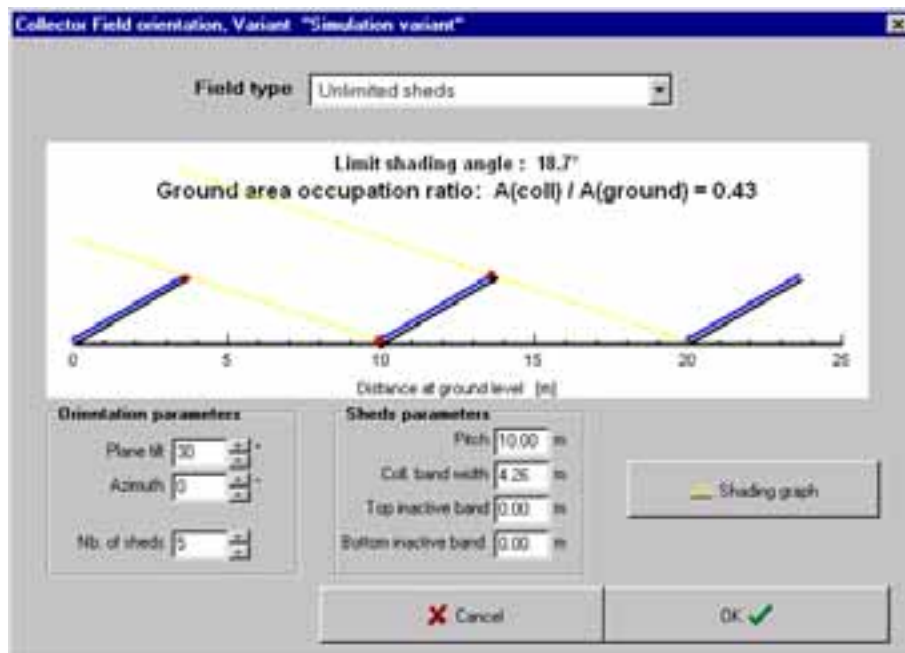 Collector Field orientation, Variant "Simulation variant"
Field type Unlimited sheds
Limit shading angle : 18.7°
Ground area occupation ratio: A(coll) / A(ground) = 0.43
0 5 10 15 20 25
Distance at ground level [m]
Orientation parameters
Plane tilt 30 °
Azimuth 0 °
Nb. of sheds 5
Sheds parameters
Pitch 10.00 m
Coll. band width 4.26 m
Top inactive band 0.00 m
Bottom inactive band 0.00 m
Shading graph
Cancel
OK